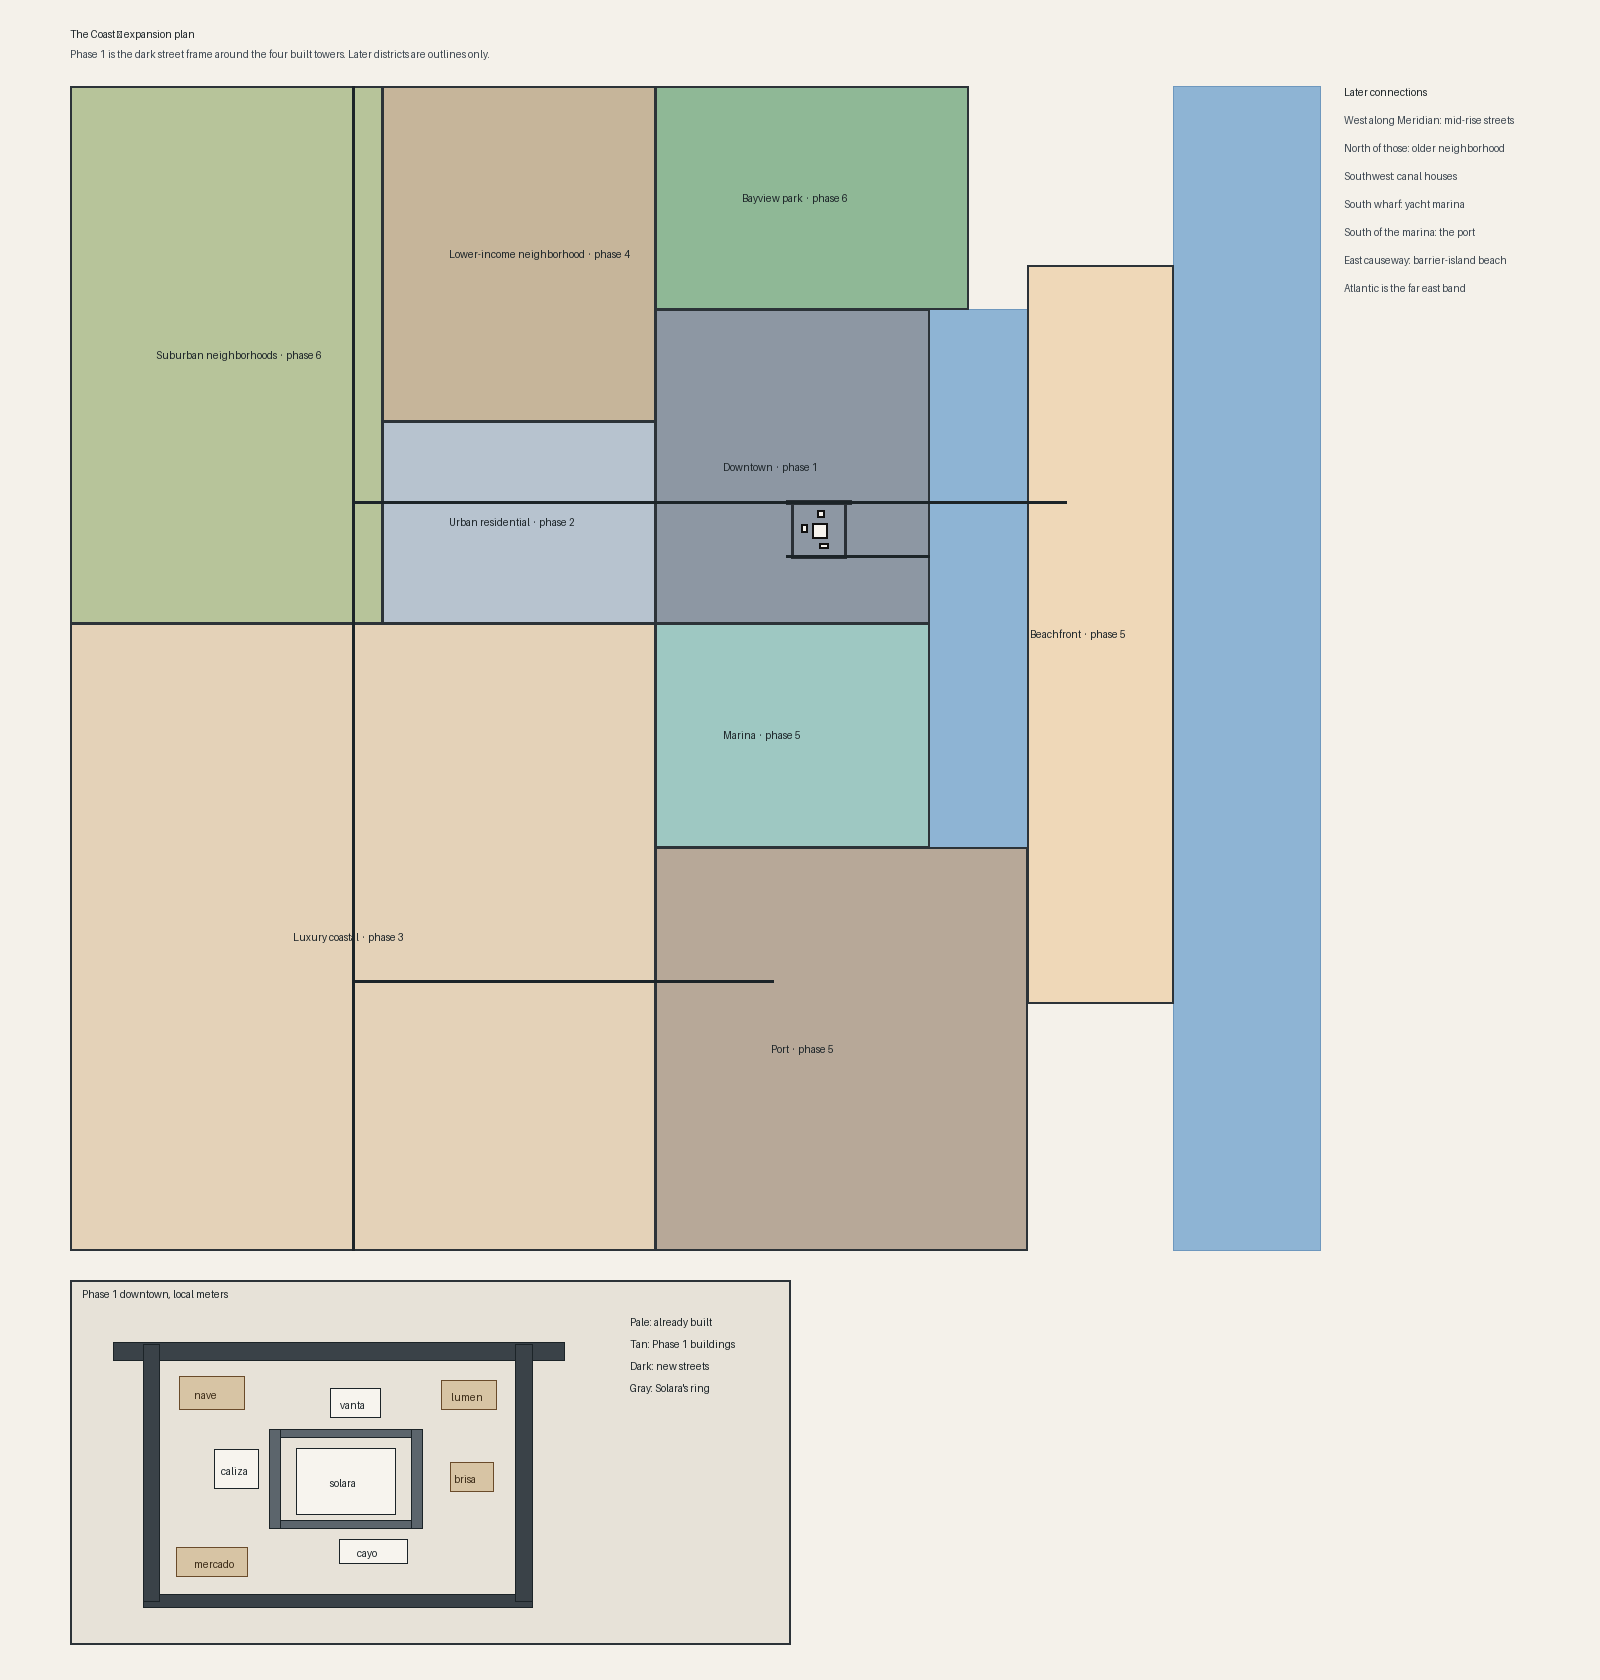 The Coast▯expansion plan
Phase 1 is the dark street frame around the four built towers. Later districts are outlines only.
Later connections
West along Meridian: mid-rise streets
North of those: older neighborhood
Southwest: canal houses
South wharf: yacht marina
South of the marina: the port
East causeway: barrier-island beach
Atlantic is the far east band
Bayview park · phase 6
Lower-income neighborhood · phase 4
Suburban neighborhoods · phase 6
Downtown · phase 1
Urban residential · phase 2
Beachfront · phase 5
Marina · phase 5
Luxury coastal · phase 3
Port · phase 5
Phase 1 downtown, local meters
Pale: already built
Tan: Phase 1 buildings
Dark: new streets
Gray: Solara's ring
nave
vanta
lumen
caliza
solara
brisa
cayo
mercado